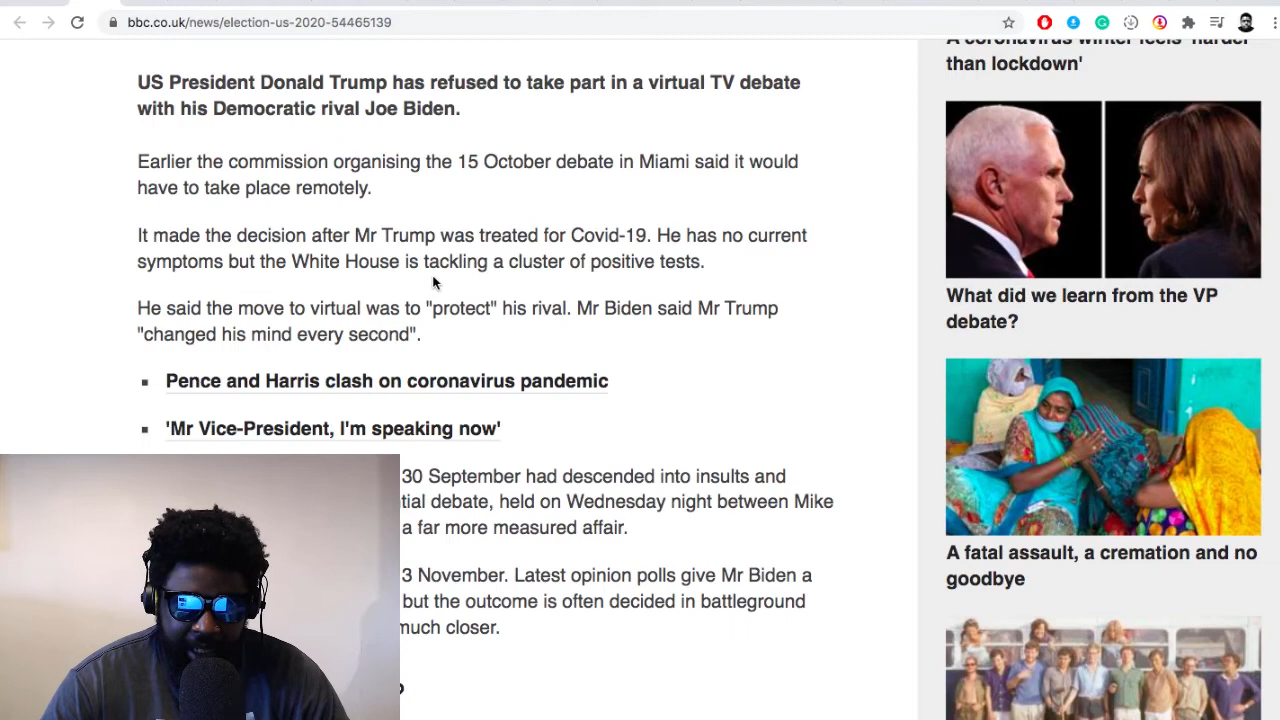 bbc.co.uk/news/election-us-2020-54465139
US President Donald Trump has refused to take part in a virtual TV debate
with his Democratic rival Joe Biden.
Earlier the commission organising the 15 October debate in Miami said it would
have to take place remotely.
It made the decision after Mr Trump was treated for Covid-19. He has no current
symptoms but the White House is tackling a cluster of positive tests.
He said the move to virtual was to "protect" his rival. Mr Biden said Mr Trump
"changed his mind every second".
Pence and Harris clash on coronavirus pandemic
'Mr Vice-President, I'm speaking now'
30 September had descended into insults and
tial debate, held on Wednesday night between Mike
a far more measured affair.
3 November. Latest opinion polls give Mr Biden a
but the outcome is often decided in battleground
much closer.
A coronavirus winter feels 'harder
than lockdown'
What did we learn from the VP
debate?
A fatal assault, a cremation and no
goodbye